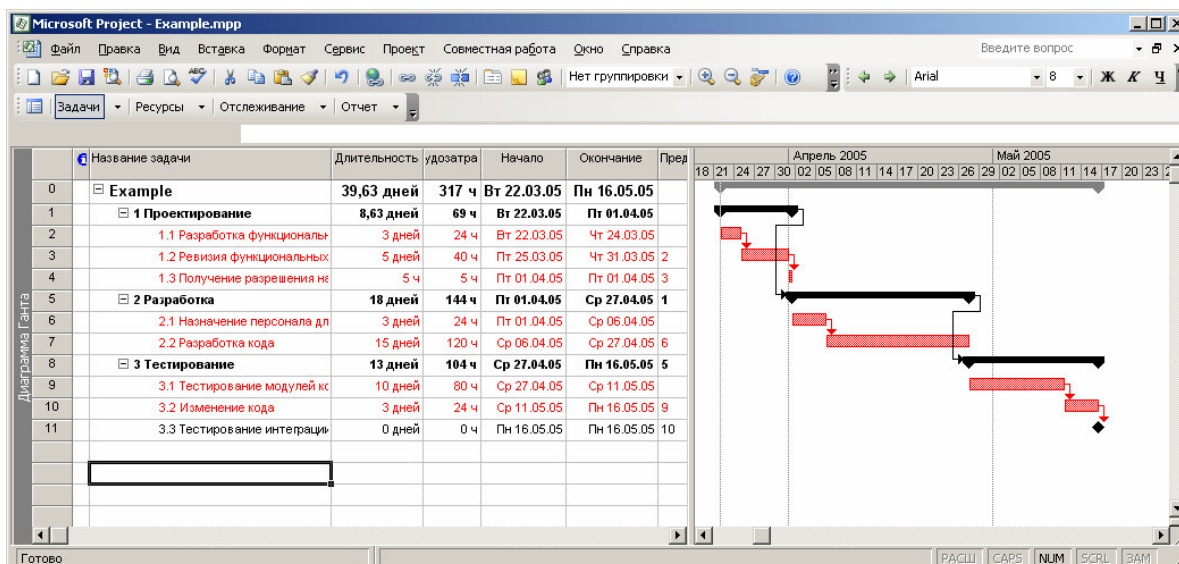 Microsoft Project - Example.mpp
Файл Правка Вид Вставка Формат Сервис Проект Совместная работа Окно Справка Введите вопрос
Нет группировки Arial 8 Ж К Ч
Задачи Ресурсы Отслеживание Отчет
Название задачи Длительность удозатра Начало Окончание Пред Апрель 2005 Май 2005
18 21 24 27 30 02 05 08 11 14 17 20 23 26 29 02 05 08 11 14 17 20 23
0 Example 39,63 дней 317 ч Вт 22.03.05 Пн 16.05.05
1 1 Проектирование 8,63 дней 69 ч Вт 22.03.05 Пт 01.04.05
2 1.1 Разработка функциональн 3 дней 24 ч Вт 22.03.05 Чт 24.03.05
3 1.2 Ревизия функциональных 5 дней 40 ч Пт 25.03.05 Чт 31.03.05 2
4 1.3 Получение разрешения на 5 ч 5 ч Пт 01.04.05 Пт 01.04.05 3
5 2 Разработка 18 дней 144 ч Пт 01.04.05 Ср 27.04.05 1
6 2.1 Назначение персонала дл 3 дней 24 ч Пт 01.04.05 Ср 06.04.05
7 2.2 Разработка кода 15 дней 120 ч Ср 06.04.05 Ср 27.04.05 6
8 3 Тестирование 13 дней 104 ч Ср 27.04.05 Пн 16.05.05 5
9 3.1 Тестирование модулей кс 10 дней 80 ч Ср 27.04.05 Ср 11.05.05
10 3.2 Изменение кода 3 дней 24 ч Ср 11.05.05 Пн 16.05.05 9
11 3.3 Тестирование интеграции 0 дней 0 ч Пн 16.05.05 Пн 16.05.05 10
Диаграмма Ганта
Готово РАСШ CAPS NUM SCRL ЗАМ